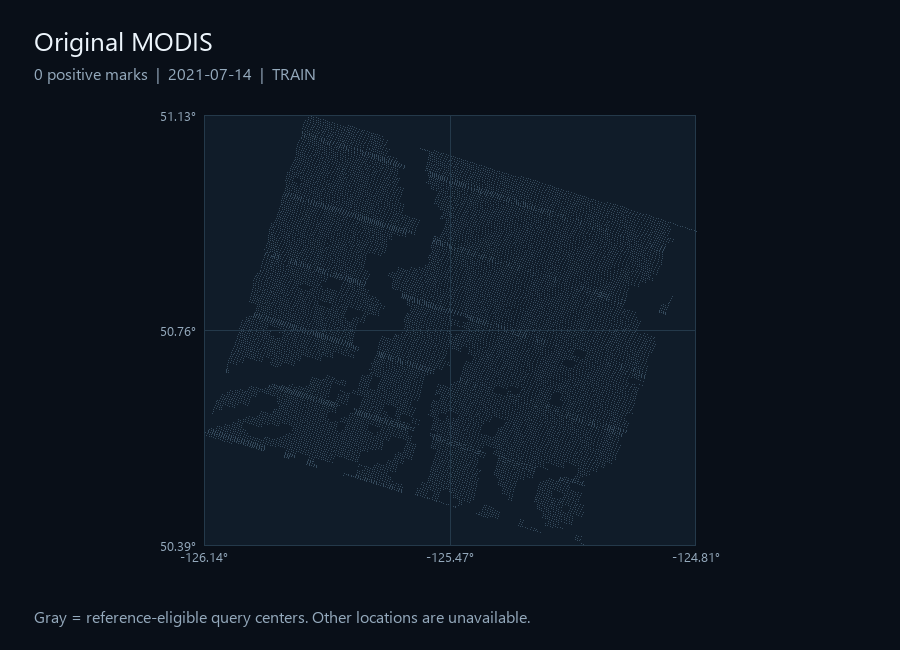 Original MODIS
0 positive marks | 2021-07-14 | TRAIN
51.13°
50.76°
50.39°
-126.14°
-125.47°
-124.81°
Gray = reference-eligible query centers. Other locations are unavailable.